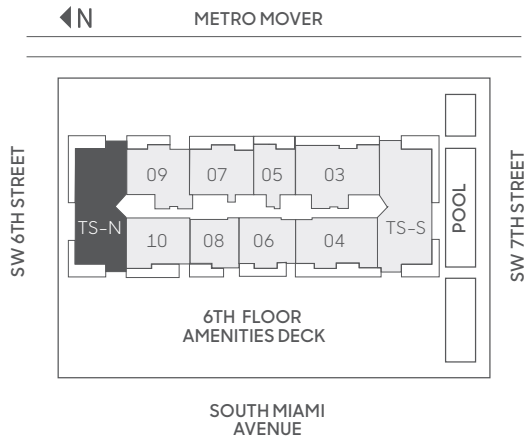 N
METRO MOVER
SW 6TH STREET
09
07
05
03
TS-N
TS-S
10
08
06
04
POOL
SW 7TH STREET
6TH FLOOR
AMENITIES DECK
SOUTH MIAMI
AVENUE